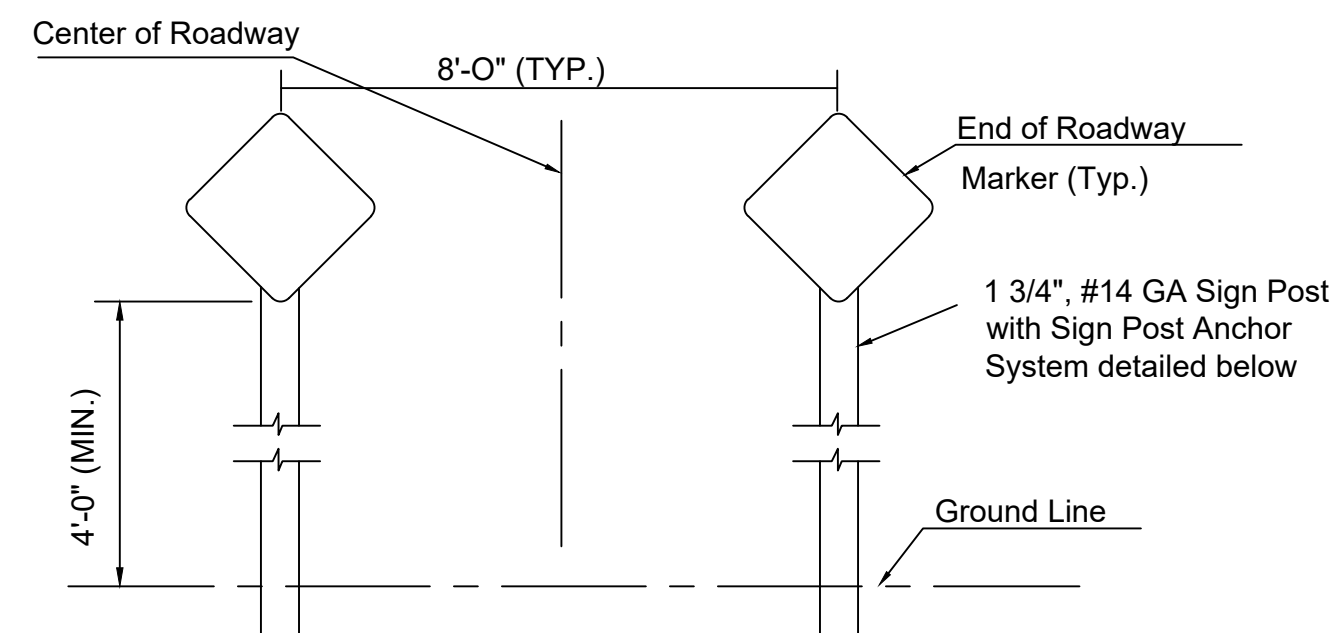 Center of Roadway
8'-O" (TYP.)
End of Roadway
Marker (Typ.)
1 3/4", #14 GA Sign Post
with Sign Post Anchor
System detailed below
4'-0" (MIN.)
Ground Line